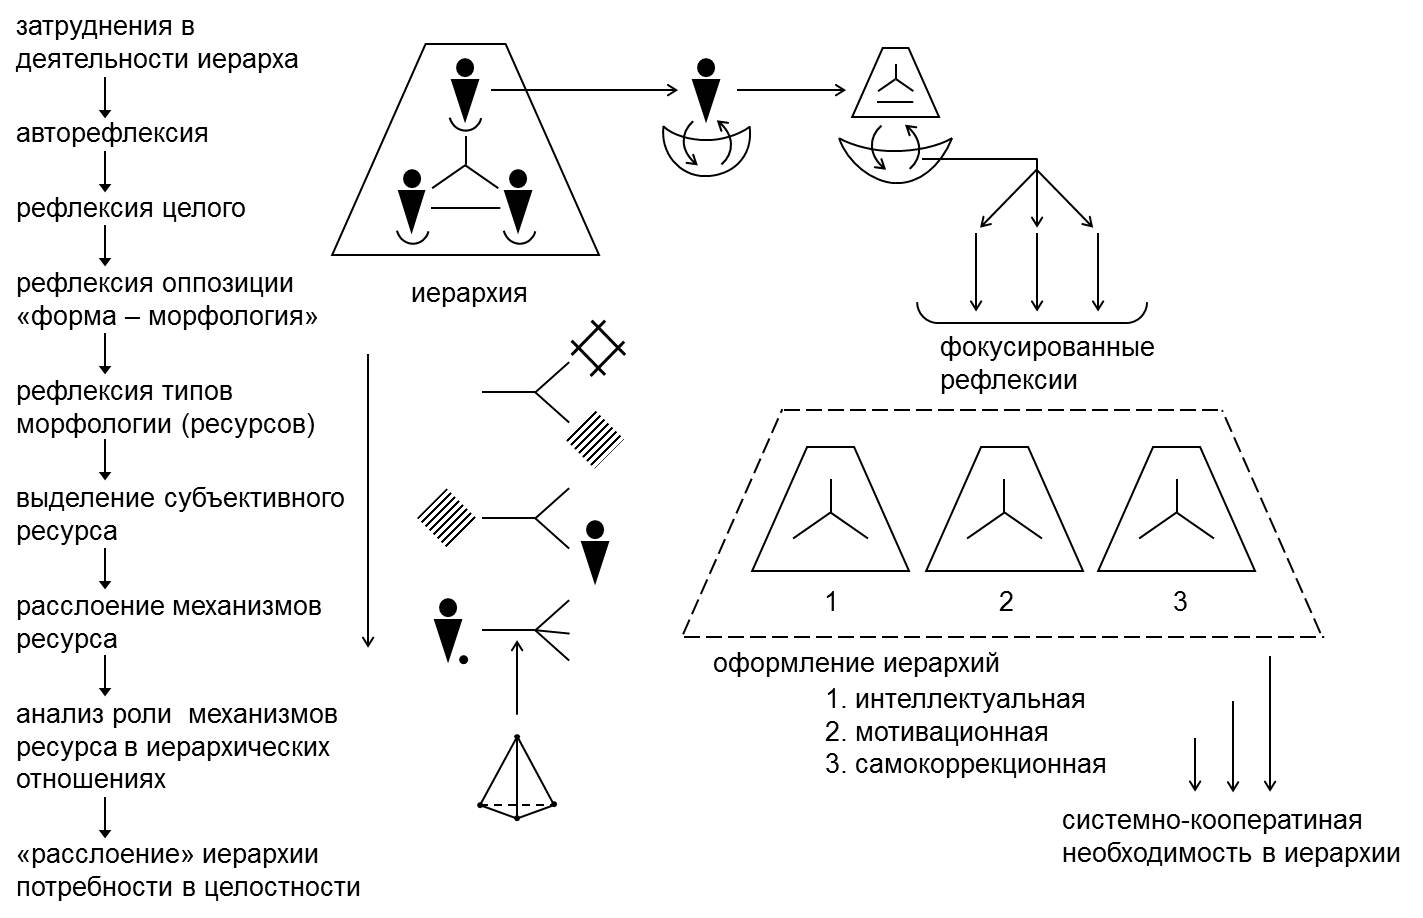 затруднения в
деятельности иерарха
авторефлексия
рефлексия целого
рефлексия оппозиции
«форма – морфология»
рефлексия типов
морфологии (ресурсов)
выделение субъективного
ресурса
расслоение механизмов
ресурса
анализ роли механизмов
ресурса в иерархических
отношениях
«расслоение» иерархии
потребности в целостности
иерархия
фокусированные
рефлексии
1
2
3
оформление иерархий
1. интеллектуальная
2. мотивационная
3. самокоррекционная
системно-кооператиная
необходимость в иерархии